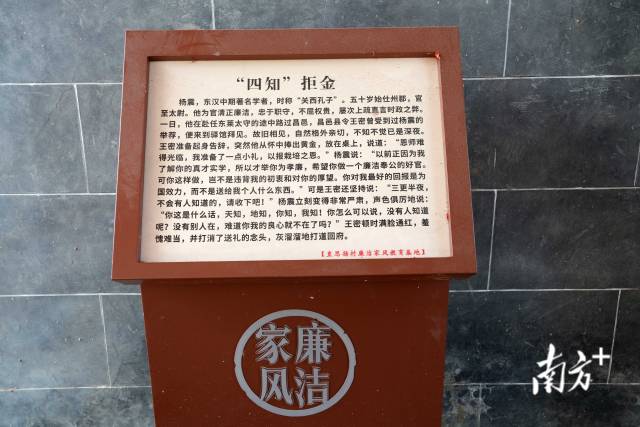 “四知”拒金
杨震，东汉中期著名学者，时称“关西孔子”。五十岁始仕州郡，官
至太尉。他为官清正廉洁，忠于职守，不屈权贵，屡次上疏直言时政之弊。
一日，他在赴任东莱太守的途中路过昌邑，昌邑县令王密曾受到过杨震的
举荐，便来到驿馆拜见。故旧相见，自然格外亲切，不知不觉已是深夜。
王密准备起身告辞，突然他从怀中捧出黄金，放在桌上，说道：“恩师难
得光临，我准备了一点小礼，以报栽培之恩。”杨震说：“以前正因为我
了解你的真才实学，所以才举你为孝廉，希望你做一个廉洁奉公的好官。
可你这样做，岂不是违背我的初衷和对你的厚望。你对我最好的回报是为
国效力，而不是送给我个人什么东西。”可是王密还坚持说：“三更半夜，
不会有人知道的，请收下吧！”杨震立刻变得非常严肃，声色俱厉地说：
“你这是什么话，天知，地知，你知，我知！你怎么可以说，没有人知道
呢？没有别人在，难道你我的良心就不在了吗？”王密顿时满脸通红，羞
愧难当，并打消了送礼的念头，灰溜溜地打道回府。
村廉洁家风教育基地】
廉洁
家风
南方+